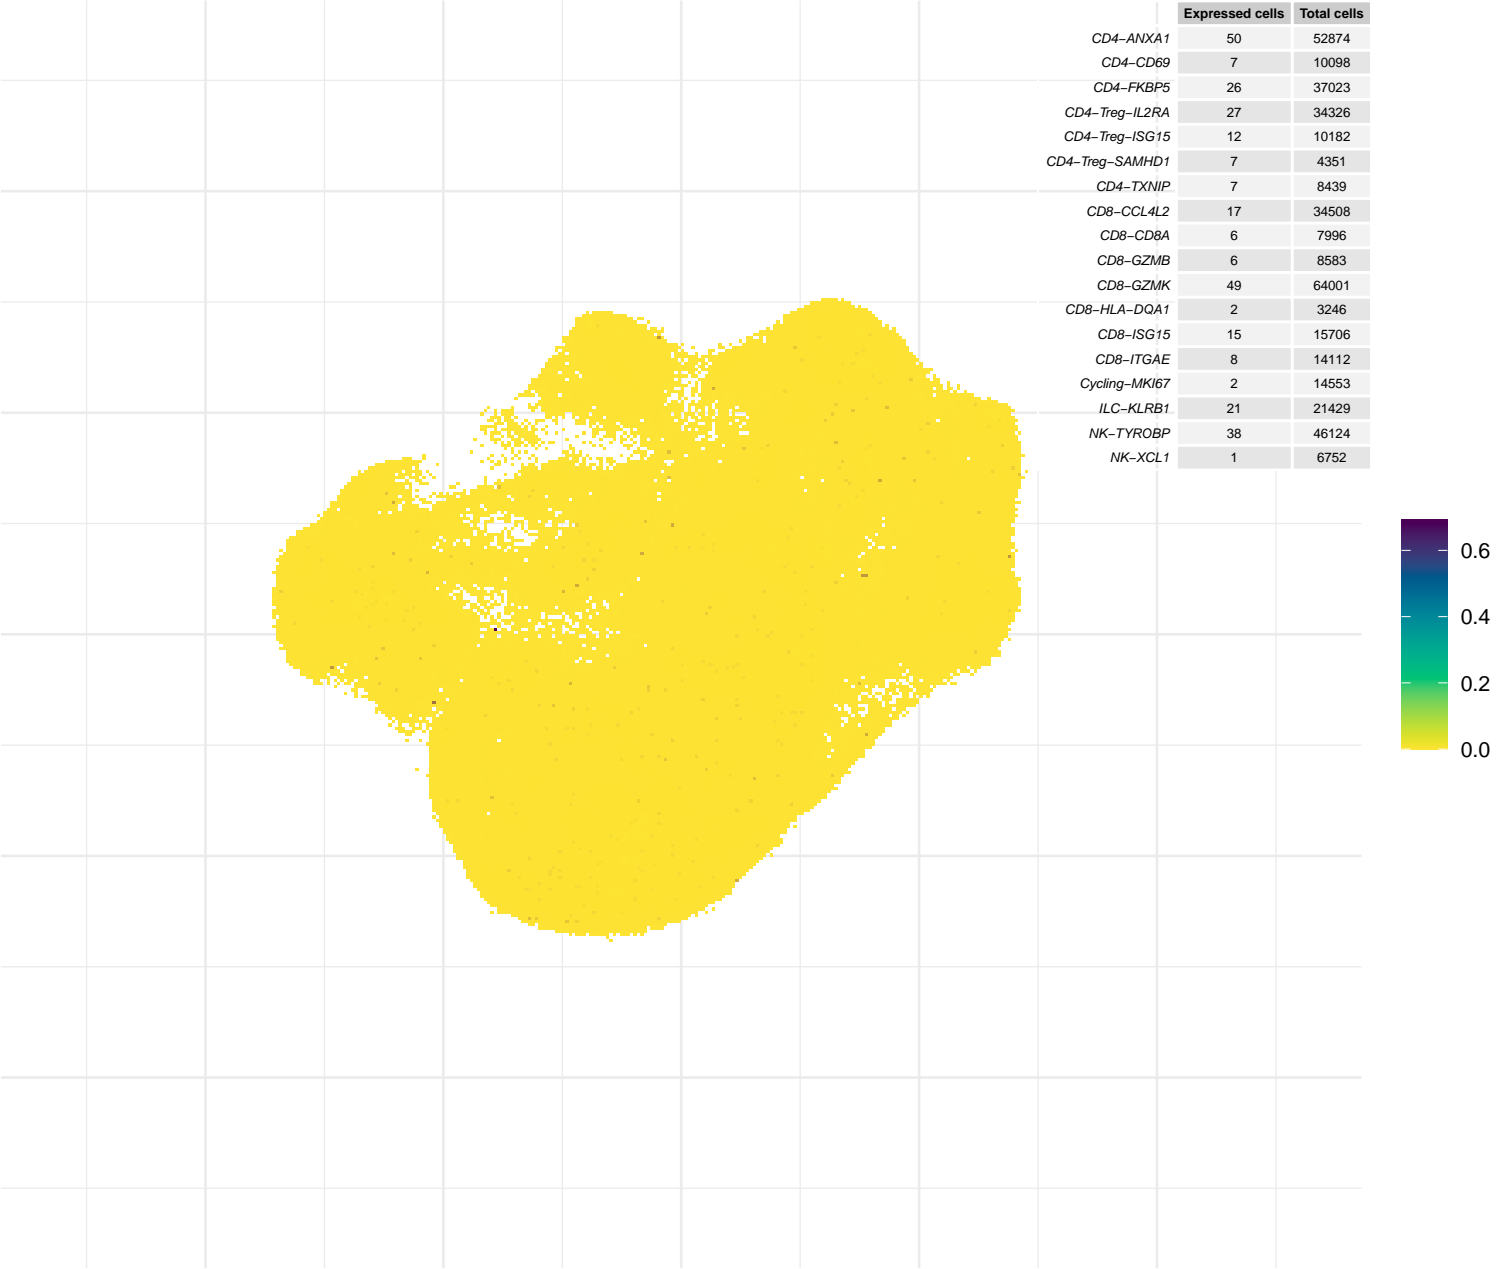 Expressed cells Total cells
CD4−ANXA1 50 52874
CD4−CD69 7 10098
CD4−FKBP5 26 37023
CD4−Treg−IL2RA 27 34326
CD4−Treg−ISG15 12 10182
CD4−Treg−SAMHD1 7 4351
CD4−TXNIP 7 8439
CD8−CCL4L2 17 34508
CD8−CD8A 6 7996
CD8−GZMB 6 8583
CD8−GZMK 49 64001
CD8−HLA−DQA1 2 3246
CD8−ISG15 15 15706
CD8−ITGAE 8 14112
Cycling−MKI67 2 14553
ILC−KLRB1 21 21429
NK−TYROBP 38 46124
NK−XCL1 1 6752
0.6
0.4
0.2
0.0